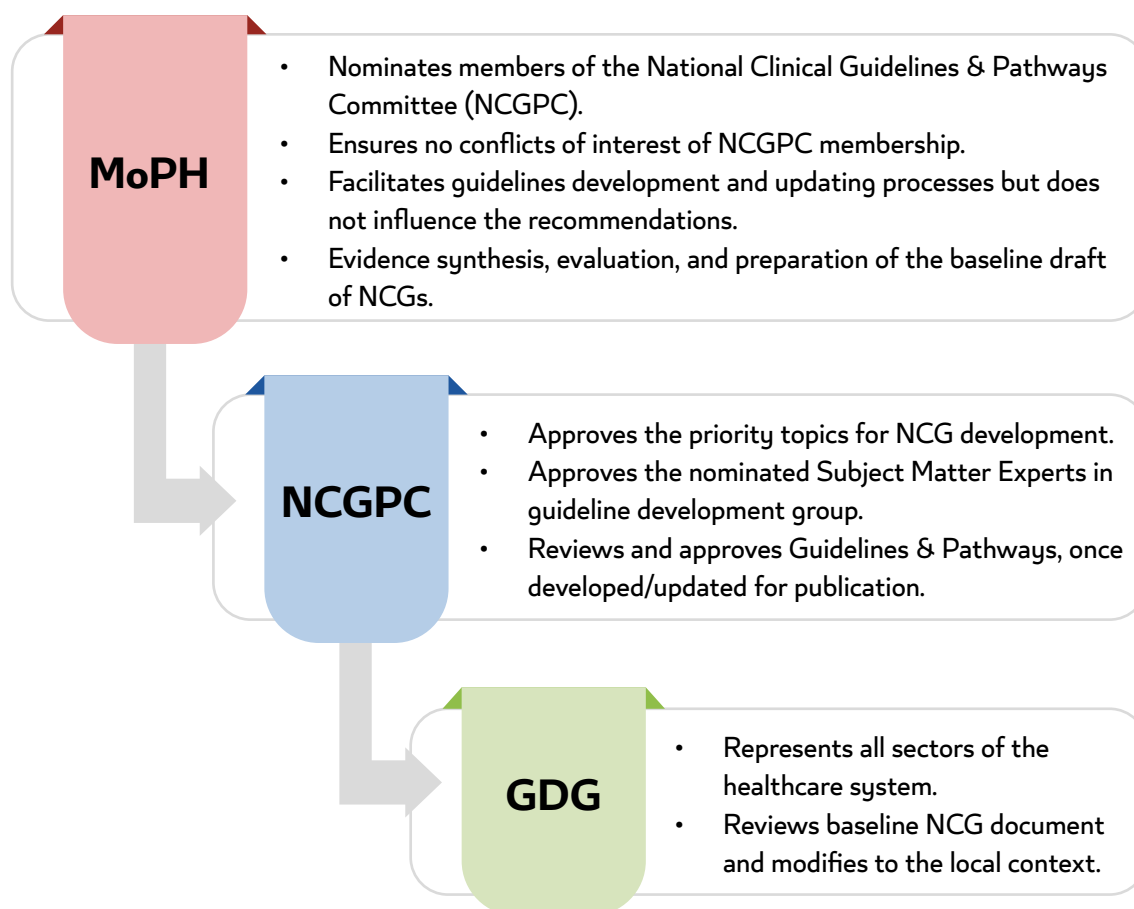 MoPH
• Nominates members of the National Clinical Guidelines & Pathways
Committee (NCGPC).
• Ensures no conflicts of interest of NCGPC membership.
• Facilitates guidelines development and updating processes but does
not influence the recommendations.
• Evidence synthesis, evaluation, and preparation of the baseline draft
of NCGs.
NCGPC
• Approves the priority topics for NCG development.
• Approves the nominated Subject Matter Experts in
guideline development group.
• Reviews and approves Guidelines & Pathways, once
developed/updated for publication.
GDG
• Represents all sectors of the
healthcare system.
• Reviews baseline NCG document
and modifies to the local context.